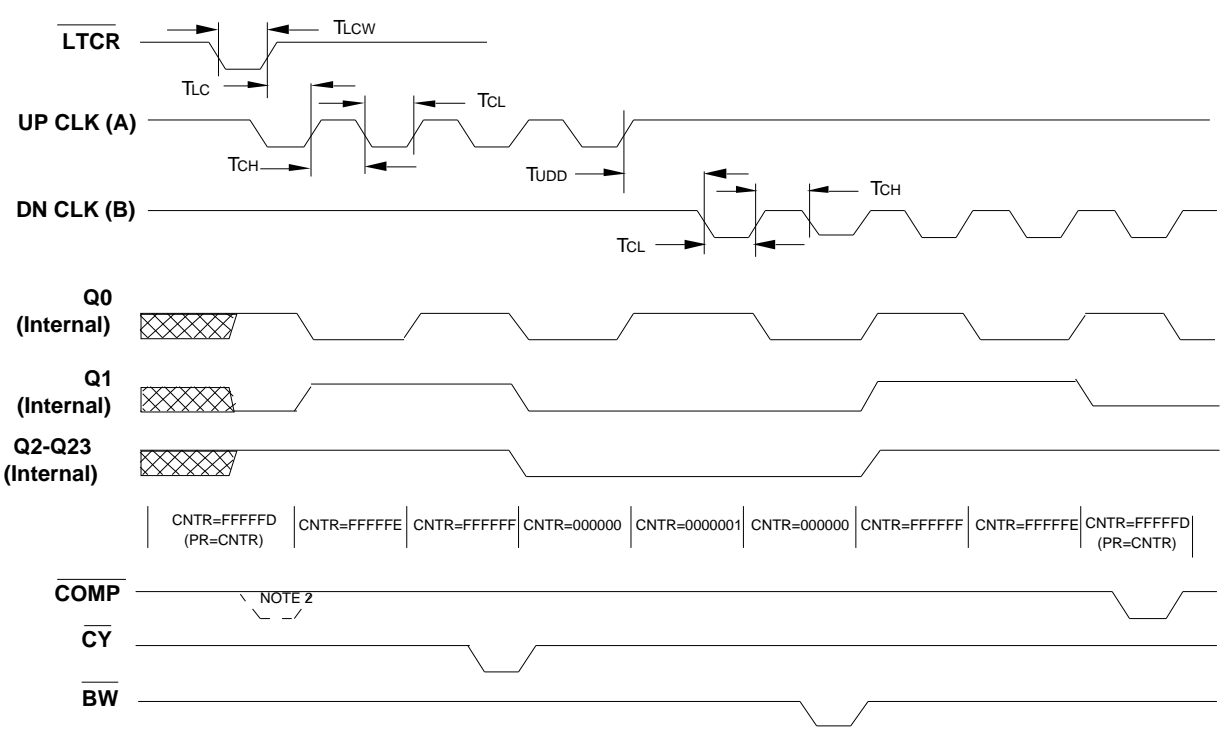 LTCR
TLCW
TLC
TCL
UP CLK (A)
TCH
TUDD
TCH
DN CLK (B)
TCL
Q0
(Internal)
Q1
(Internal)
Q2-Q23
(Internal)
CNTR=FFFFFD
(PR=CNTR)
CNTR=FFFFFE
CNTR=FFFFFF
CNTR=000000
CNTR=0000001
CNTR=000000
CNTR=FFFFFF
CNTR=FFFFFE
CNTR=FFFFFD
(PR=CNTR)
COMP
NOTE 2
CY
BW